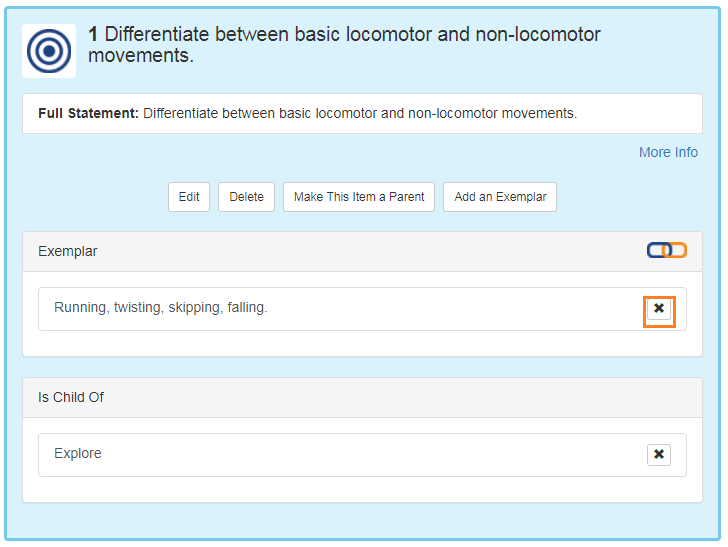 1 Differentiate between basic locomotor and non-locomotor
movements.
Full Statement: Differentiate between basic locomotor and non-locomotor movements.
More Info
Edit Delete Make This Item a Parent Add an Exemplar
Exemplar
Running, twisting, skipping, falling.
Is Child Of
Explore